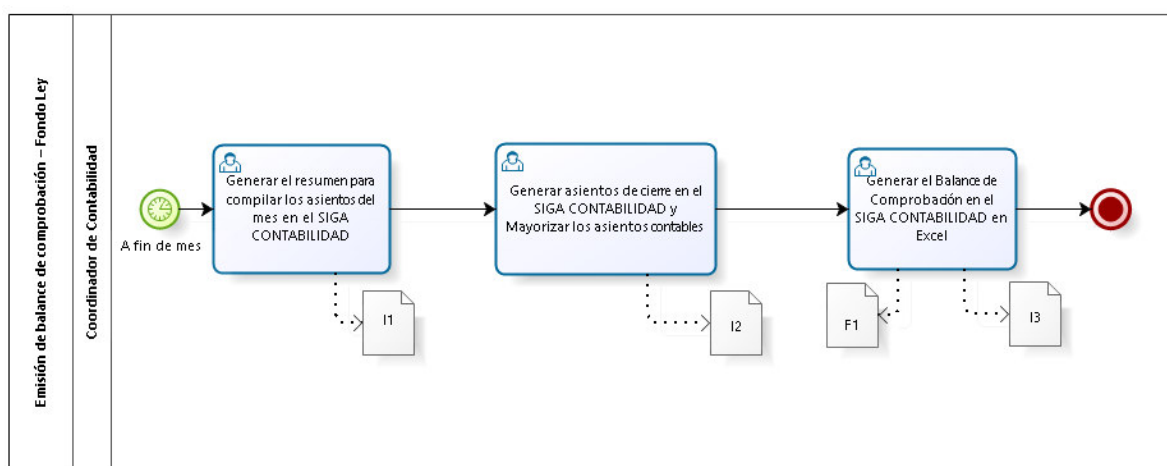 Emisión de balance de comprobación – Fondo Ley
Coordinador de Contabilidad
A fin de mes
Generar el resumen para
compilar los asientos del
mes en el SIGA
CONTABILIDAD
I1
Generar asientos de cierre en el
SIGA CONTABILIDAD y
Mayorizar los asientos contables
I2
Generar el Balance de
Comprobación en el
SIGA CONTABILIDAD en
Excel
F1
I3